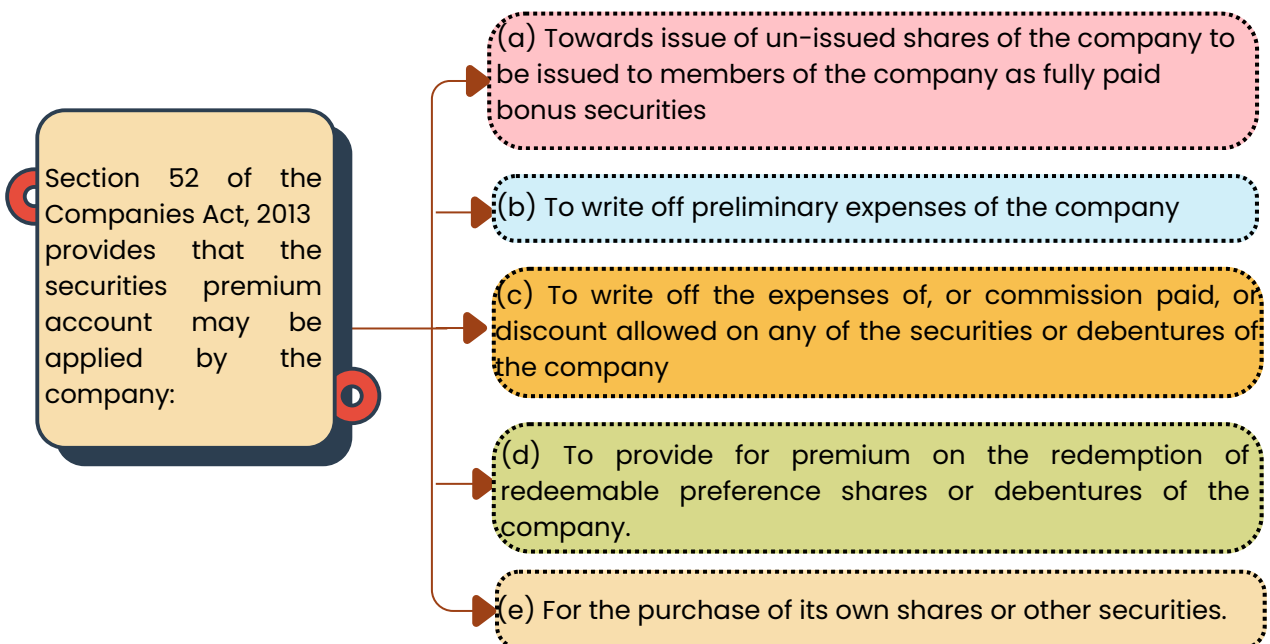 Section 52 of the
Companies Act, 2013
provides that the
securities premium
account may be
applied by the
company:
(a) Towards issue of un-issued shares of the company to
be issued to members of the company as fully paid
bonus securities
(b) To write off preliminary expenses of the company
(c) To write off the expenses of, or commission paid, or
discount allowed on any of the securities or debentures of
the company
(d) To provide for premium on the redemption of
redeemable preference shares or debentures of the
company.
(e) For the purchase of its own shares or other securities.